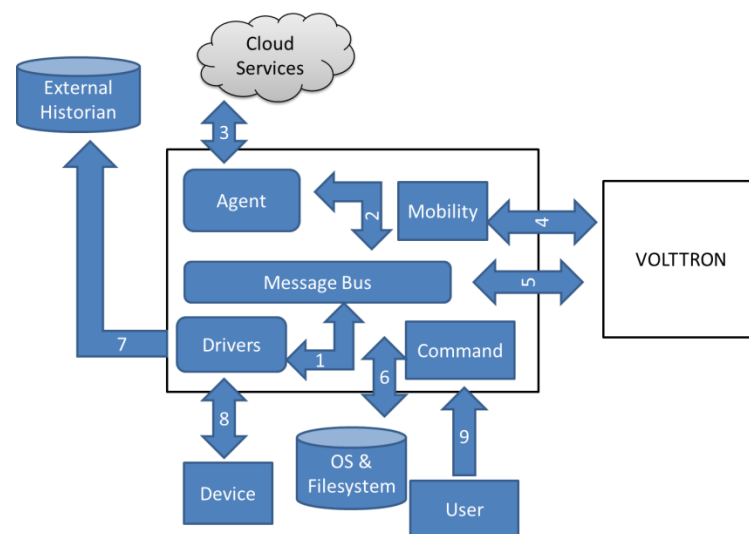 Cloud
Services
External
Historian
3
Agent
2
Mobility
4
VOLTTRON
Message Bus
5
7
Drivers
1
6
Command
8
9
Device
OS &
Filesystem
User